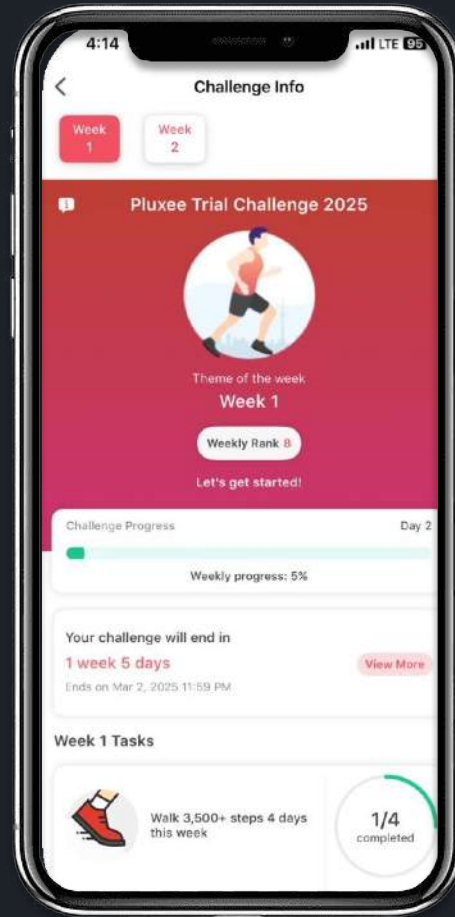 4:14
LTE 95
Challenge Info
Week
1
Week
2
Pluxee Trial Challenge 2025
Theme of the week
Week 1
Weekly Rank 8
Let's get started!
Challenge Progress
Day 2
Weekly progress: 5%
Your challenge will end in
1 week 5 days
View More
Ends on Mar 2, 2025 11:59 PM
Week 1 Tasks
Walk 3,500+ steps 4 days
this week
1/4
completed